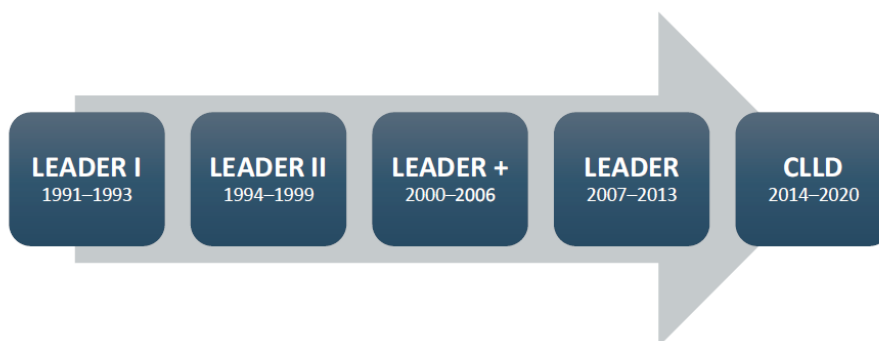 LEADER I
1991–1993
LEADER II
1994–1999
LEADER +
2000–2006
LEADER
2007–2013
CLLD
2014–2020